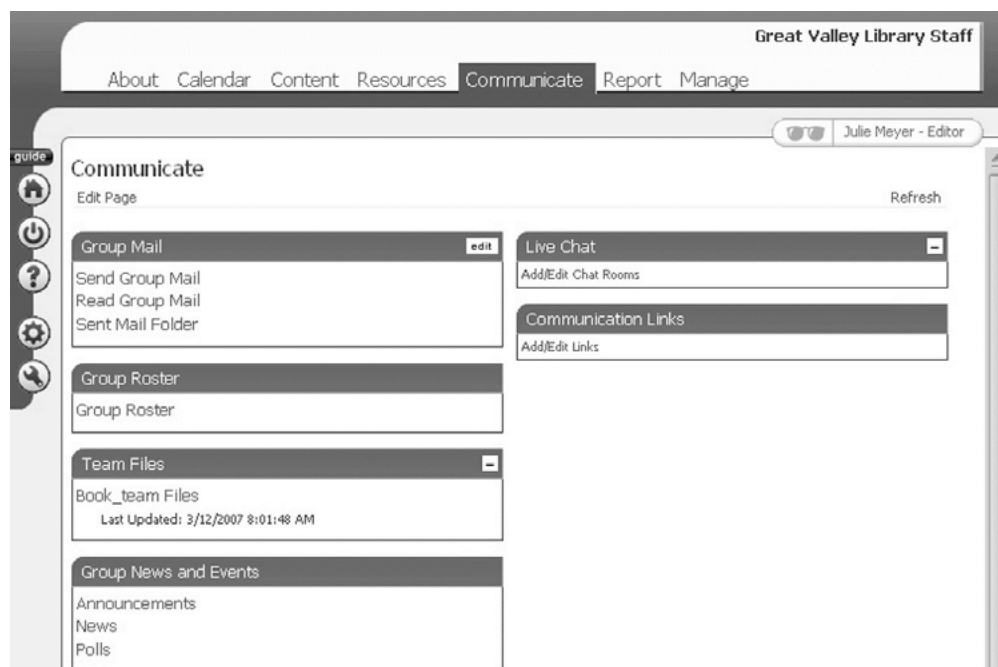 Great Valley Library Staff
About Calendar Content Resources Communicate Report Manage
Julie Meyer - Editor
guide
Communicate
Edit Page
Refresh
Group Mail
edit
Send Group Mail
Read Group Mail
Sent Mail Folder
Group Roster
Group Roster
Team Files
Book_team Files
Last Updated: 3/12/2007 8:01:48 AM
Group News and Events
Announcements
News
Polls
Live Chat
Add/Edit Chat Rooms
Communication Links
Add/Edit Links